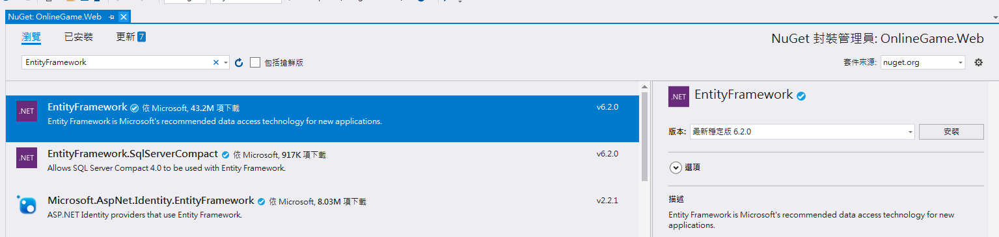 NuGet: OnlineGame.Web
瀏覽 已安裝 更新 7
NuGet 封裝管理員: OnlineGame.Web
EntityFramework
包括搶鮮版
套件來源: nuget.org
.NET
EntityFramework 依 Microsoft, 43.2M 項下載
v6.2.0
Entity Framework is Microsoft's recommended data access technology for new applications.
.NET
EntityFramework.SqlServerCompact 依 Microsoft, 917K 項下載
v6.2.0
Allows SQL Server Compact 4.0 to be used with Entity Framework.
Microsoft.AspNet.Identity.EntityFramework 依 Microsoft, 8.03M 項下載
v2.2.1
ASP.NET Identity providers that use Entity Framework.
.NET
EntityFramework
版本: 最新穩定版 6.2.0
安裝
選項
描述
Entity Framework is Microsoft's recommended data access technology for new
applications.